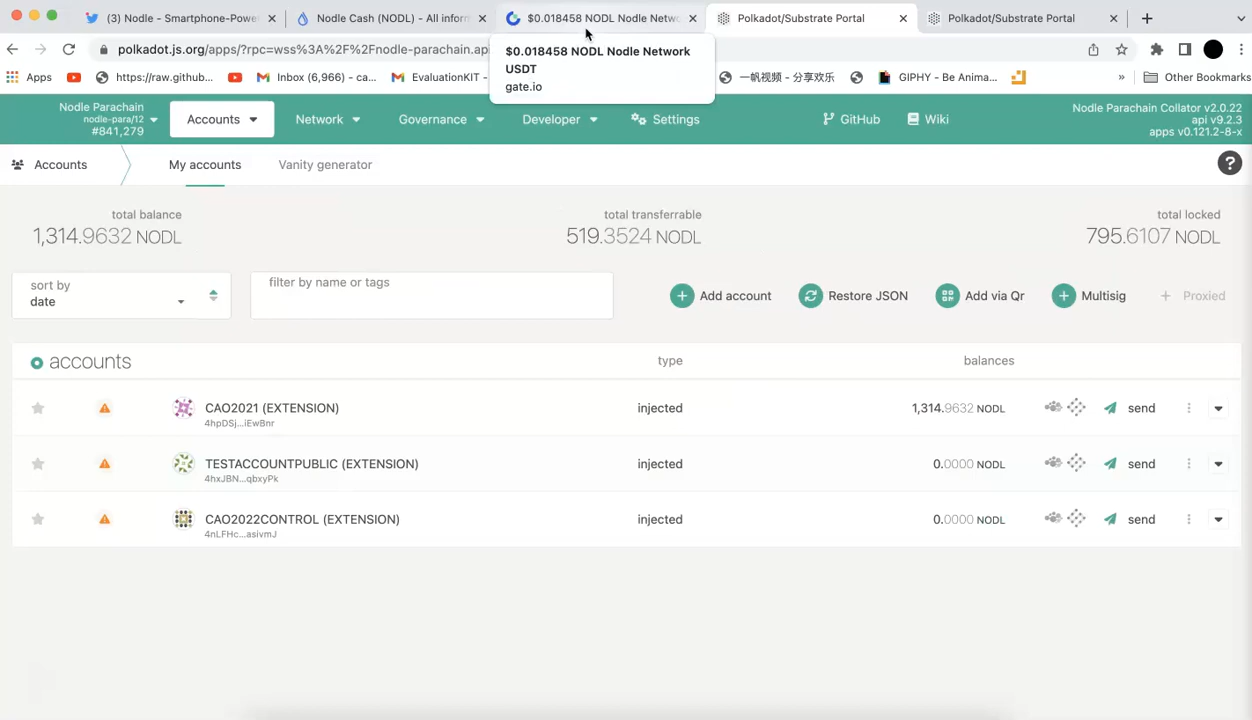 (3) Nodle - Smartphone-Powe
Nodle Cash (NODL) - All inform
$0.018458 NODL Nodle Netwo
Polkadot/Substrate Portal
Polkadot/Substrate Portal
polkadot.js.org/apps/?rpc=wss%3A%2F%2Fnodle-parachain.ap
$0.018458 NODL Nodle Network
USDT
gate.io
Apps
https://raw.github...
Inbox (6,966) - ca...
EvaluationKIT -
一帆视频 - 分享欢乐
GIPHY - Be Anima...
»
Other Bookmarks
Nodle Parachain
nodle-para/12
#841,279
Accounts
Network
Governance
Developer
Settings
GitHub
Wiki
Nodle Parachain Collator v2.0.22
api v9.2.3
apps v0.121.2-8-x
Accounts
My accounts
Vanity generator
?
total balance
1,314.9632 NODL
total transferrable
519.3524 NODL
total locked
795.6107 NODL
sort by
date
filter by name or tags
Add account
Restore JSON
Add via Qr
Multisig
Proxied
accounts
type
balances
CAO2021 (EXTENSION)
4hpDSj...iEwBnr
injected
1,314.9632 NODL
send
TESTACCOUNTPUBLIC (EXTENSION)
4hxJBN...qbxyPk
injected
0.0000 NODL
send
CAO2022CONTROL (EXTENSION)
4nLFHc...asivmJ
injected
0.0000 NODL
send